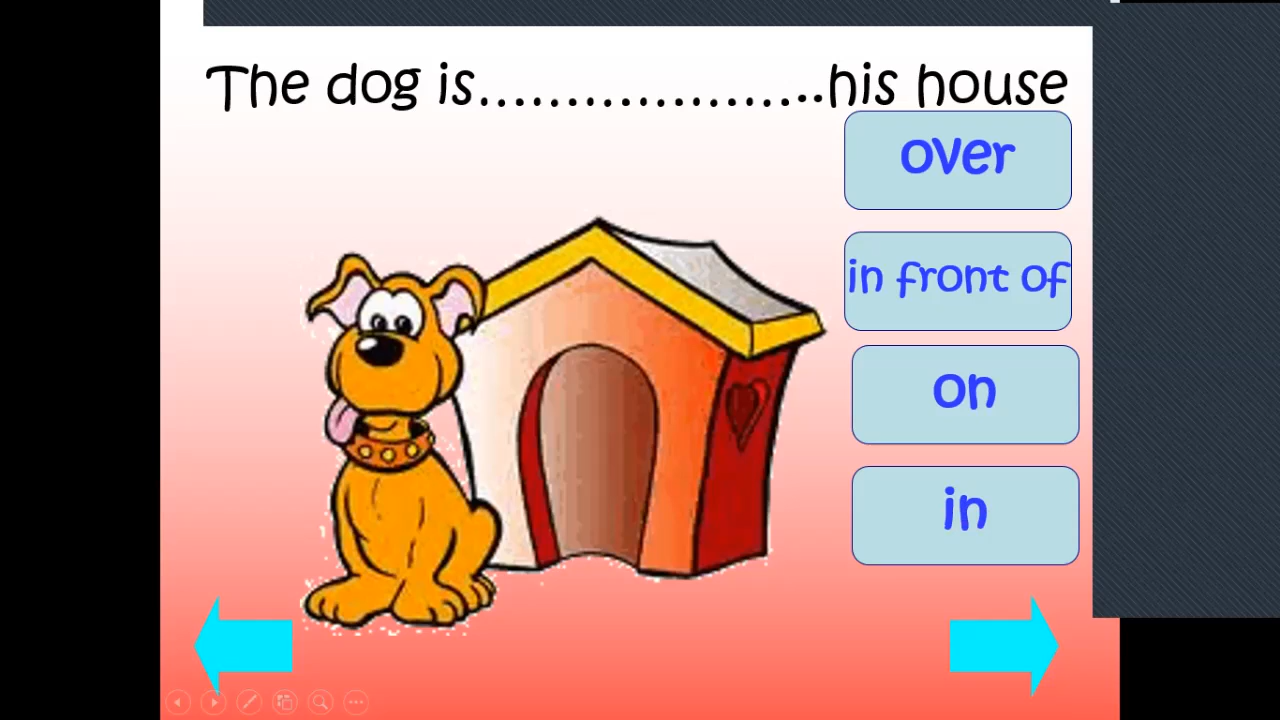 The dog is......................his house
over
in front of
on
in